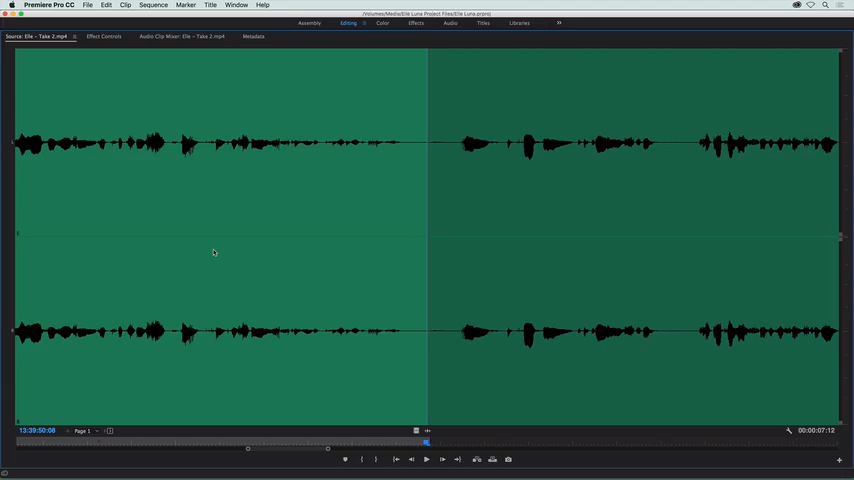 Premiere Pro CC File Edit Clip Sequence Marker Title Window Help
/Volumes/Media/Elle Luna Project Files/Elle Luna.prproj
Assembly Editing Color Effects Audio Titles Libraries
Source: Elle – Take 2.mp4 Effect Controls Audio Clip Mixer: Elle – Take 2.mp4 Metadata
L
R
13:39:50:08 Page 1 00:00:07:12